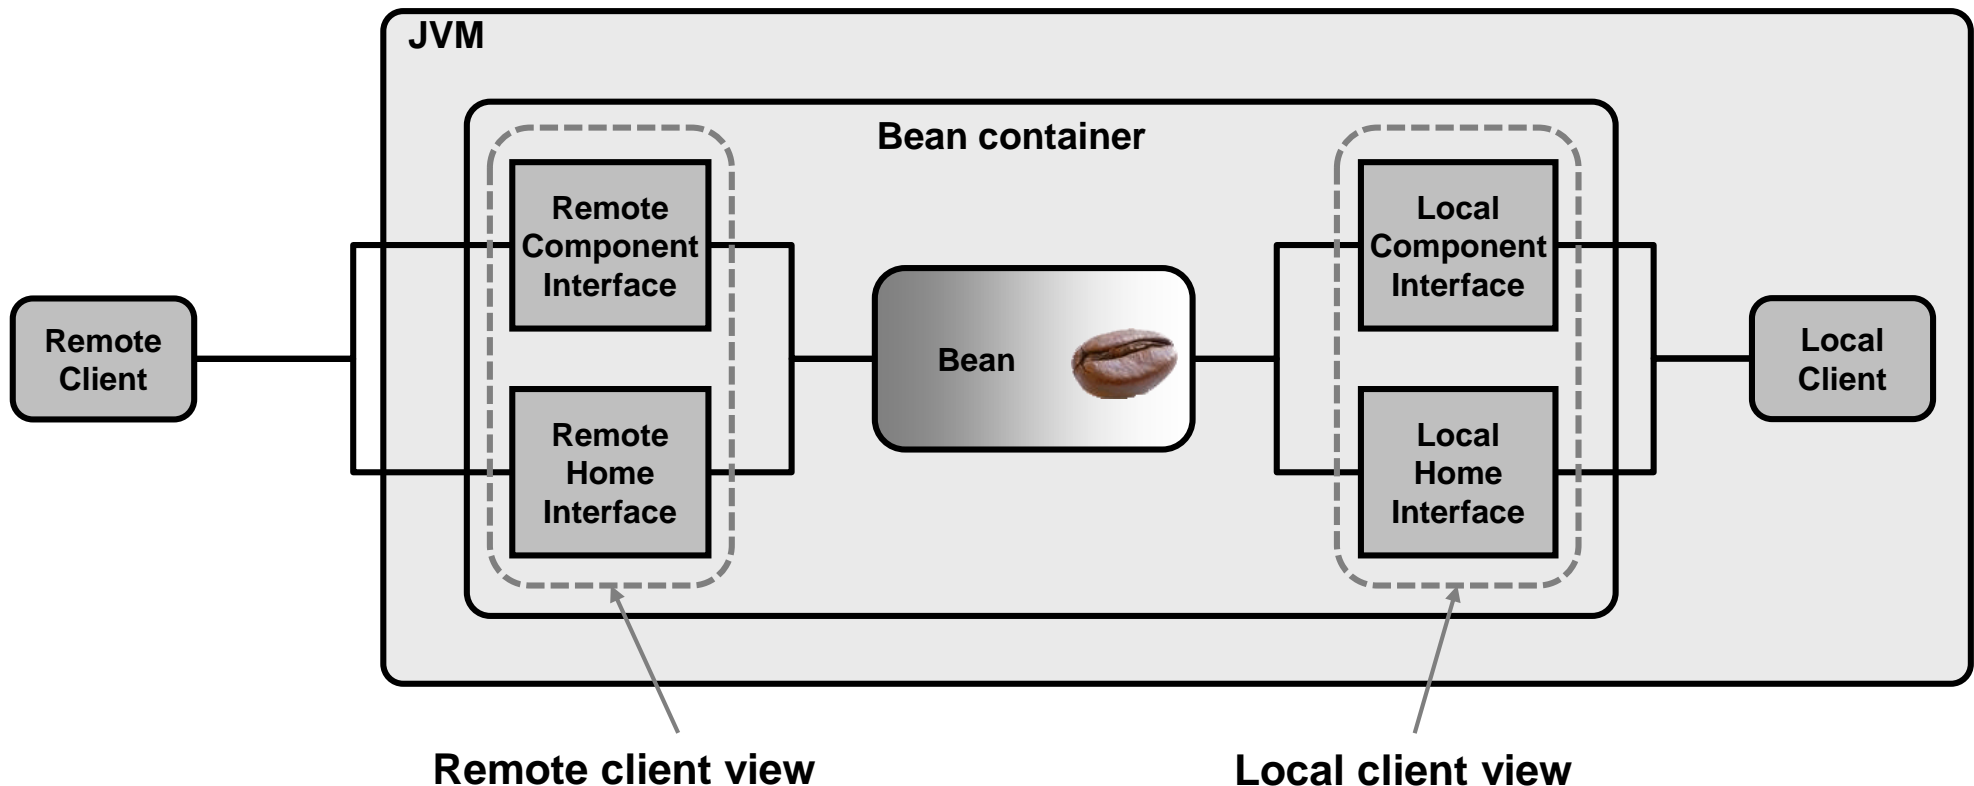 JVM
Bean container
Remote
Component
Interface
Local
Component
Interface
Remote
Client
Bean
Local
Client
Remote
Home
Interface
Local
Home
Interface
Remote client view
Local client view